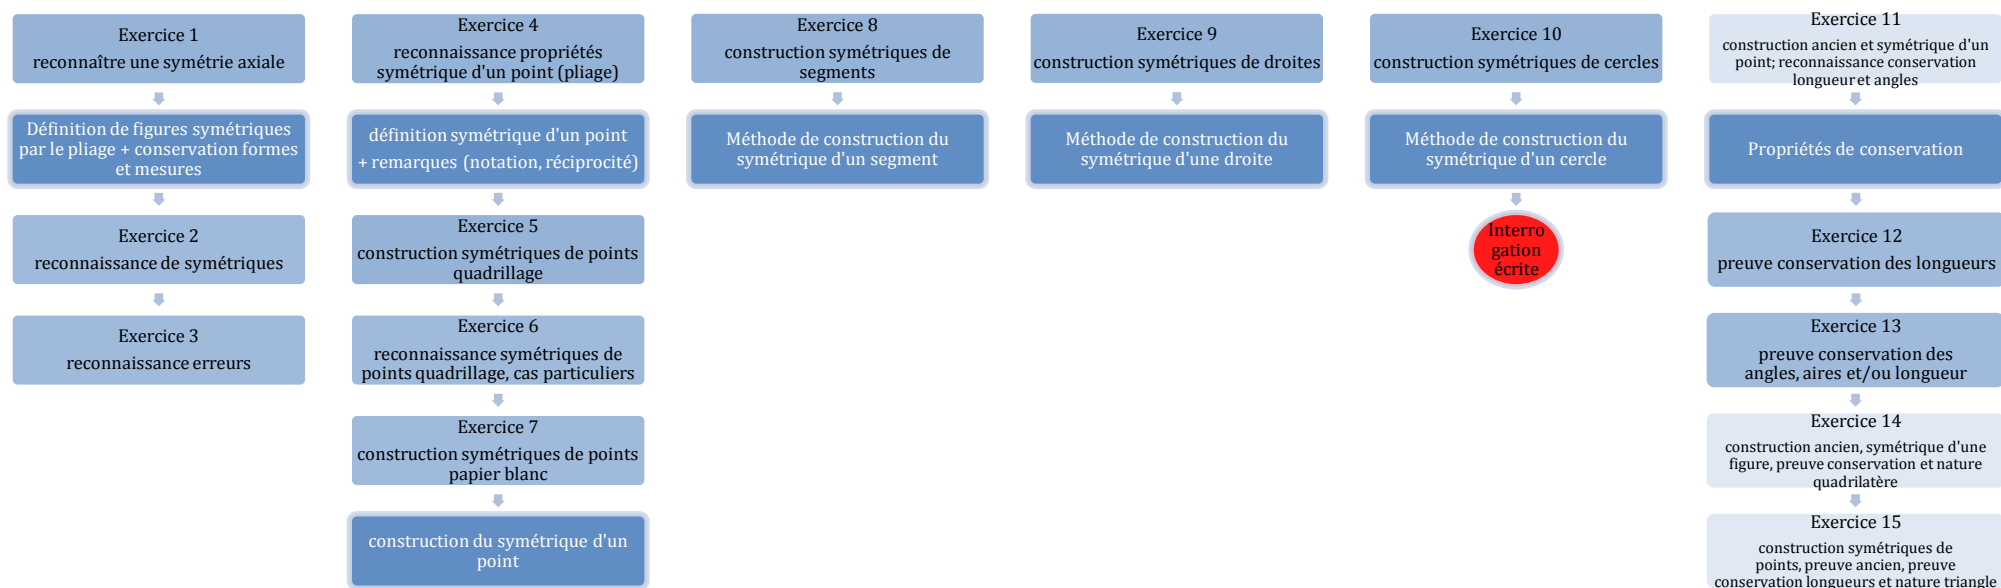 Exercice 1
reconnaître une symétrie axiale
Définition de figures symétriques
par le pliage + conservation formes
et mesures
Exercice 2
reconnaissance de symétriques
Exercice 3
reconnaissance erreurs
Exercice 4
reconnaissance propriétés
symétrique d'un point (pliage)
définition symétrique d'un point
+ remarques (notation, réciprocité)
Exercice 5
construction symétriques de points
quadrillage
Exercice 6
reconnaissance symétriques de
points quadrillage, cas particuliers
Exercice 7
construction symétriques de points
papier blanc
construction du symétrique d'un
point
Exercice 8
construction symétriques de
segments
Méthode de construction du
symétrique d'un segment
Exercice 9
construction symétriques de droites
Méthode de construction du
symétrique d'une droite
Exercice 10
construction symétriques de cercles
Méthode de construction du
symétrique d'un cercle
Interro
gation
écrite
Exercice 11
construction ancien et symétrique d'un
point; reconnaissance conservation
longueur et angles
Propriétés de conservation
Exercice 12
preuve conservation des longueurs
Exercice 13
preuve conservation des
angles, aires et/ou longueur
Exercice 14
construction ancien, symétrique d'une
figure, preuve conservation et nature
quadrilatère
Exercice 15
construction symétriques de
points, preuve ancien, preuve
conservation longueurs et nature triangle